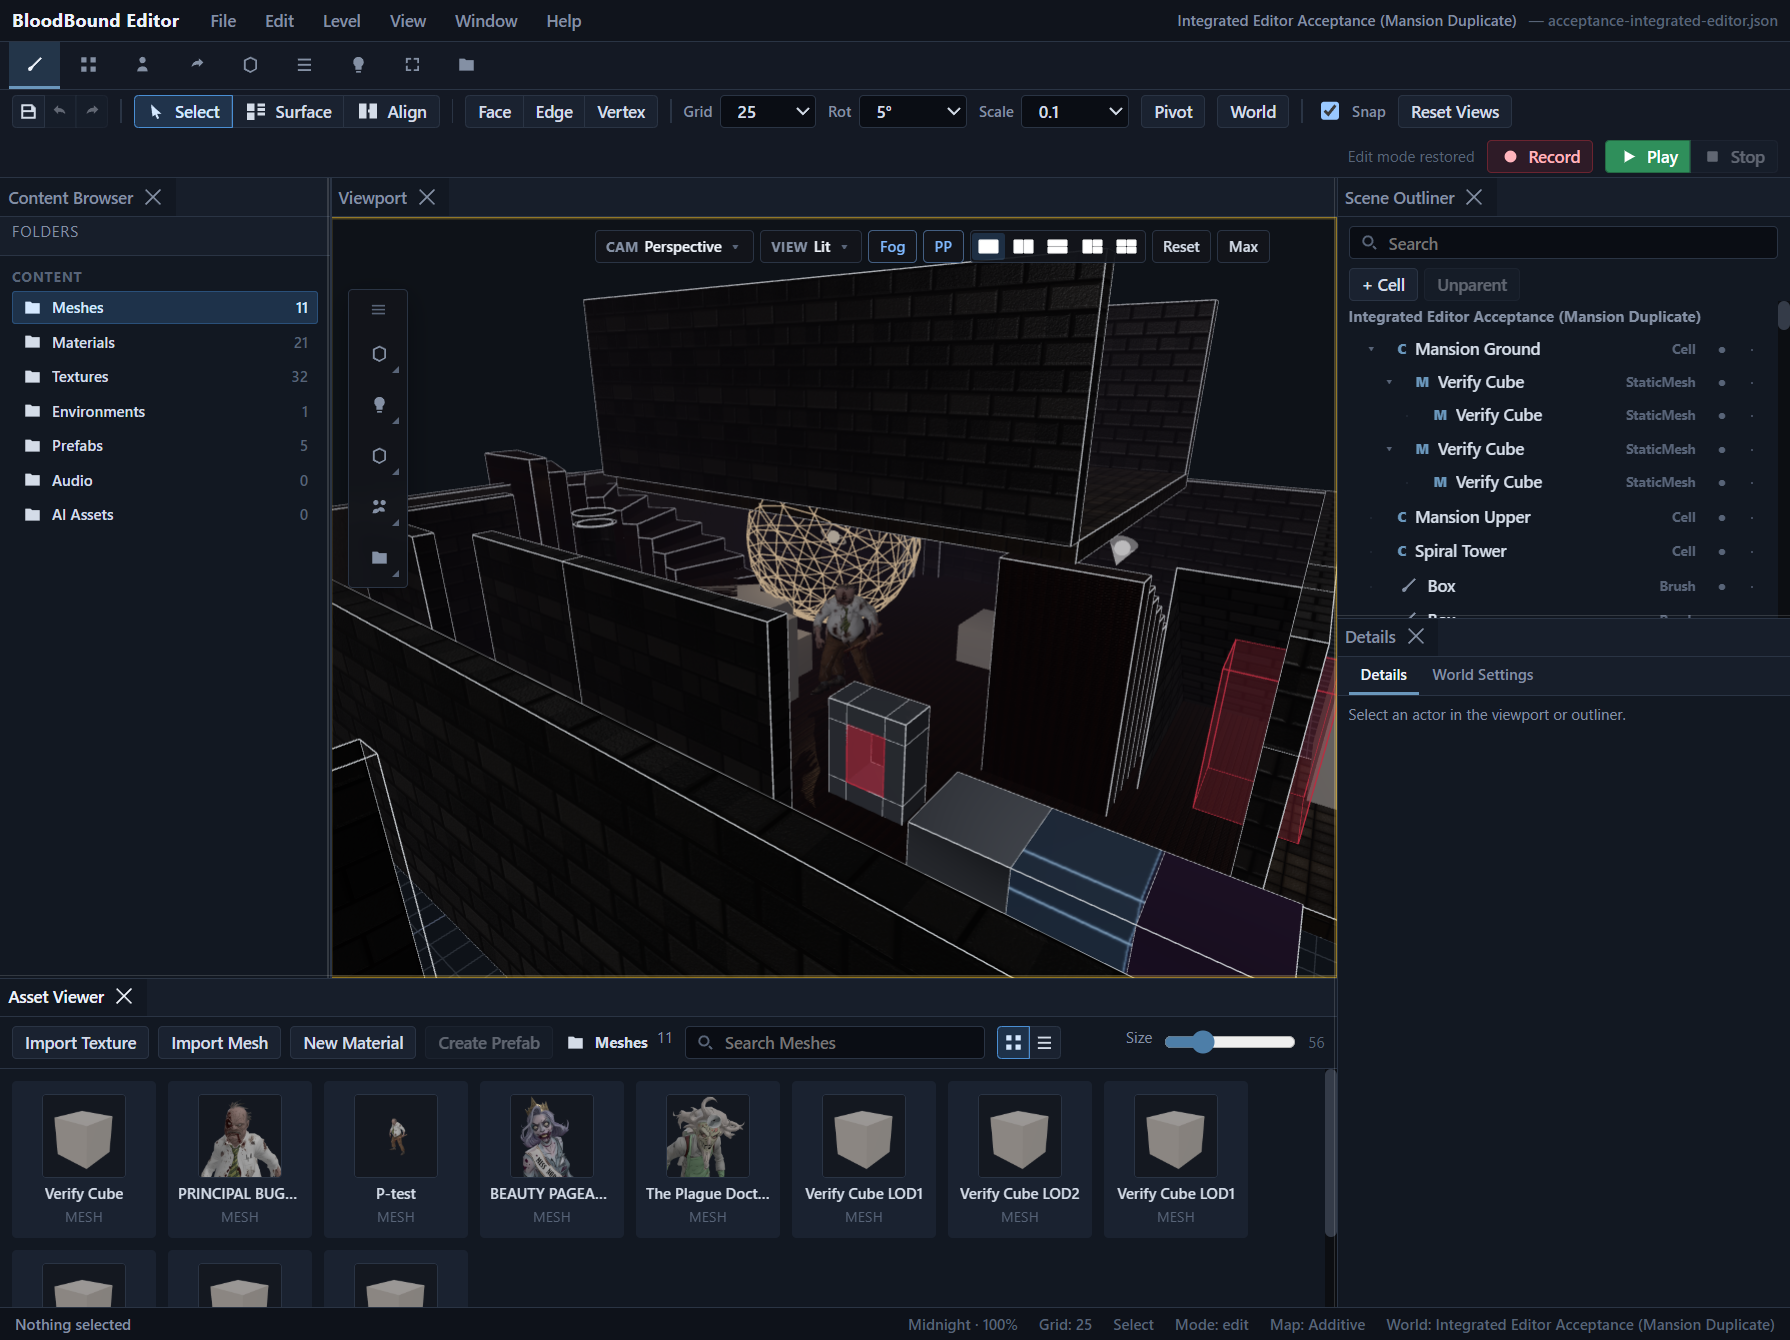 BloodBound Editor File Edit Level View Window Help Integrated Editor Acceptance (Mansion Duplicate) — acceptance-integrated-editor.json
Select Surface Align Face Edge Vertex Grid 25 Rot 5° Scale 0.1 Pivot World Snap Reset Views
Edit mode restored Record Play Stop
Content Browser
FOLDERS
CONTENT
Meshes 11
Materials 21
Textures 32
Environments 1
Prefabs 5
Audio 0
AI Assets 0
Viewport
CAM Perspective VIEW Lit Fog PP Reset Max
Scene Outliner
Search
+ Cell Unparent
Integrated Editor Acceptance (Mansion Duplicate)
C Mansion Ground Cell
M Verify Cube StaticMesh
M Verify Cube StaticMesh
M Verify Cube StaticMesh
M Verify Cube StaticMesh
C Mansion Upper Cell
C Spiral Tower Cell
Box Brush
Details
Details World Settings
Select an actor in the viewport or outliner.
Asset Viewer
Import Texture Import Mesh New Material Create Prefab Meshes 11 Search Meshes Size 56
Verify Cube
MESH
PRINCIPAL BUG...
MESH
P-test
MESH
BEAUTY PAGEA...
MESH
The Plague Doct...
MESH
Verify Cube LOD1
MESH
Verify Cube LOD2
MESH
Verify Cube LOD1
MESH
Nothing selected Midnight · 100% Grid: 25 Select Mode: edit Map: Additive World: Integrated Editor Acceptance (Mansion Duplicate)